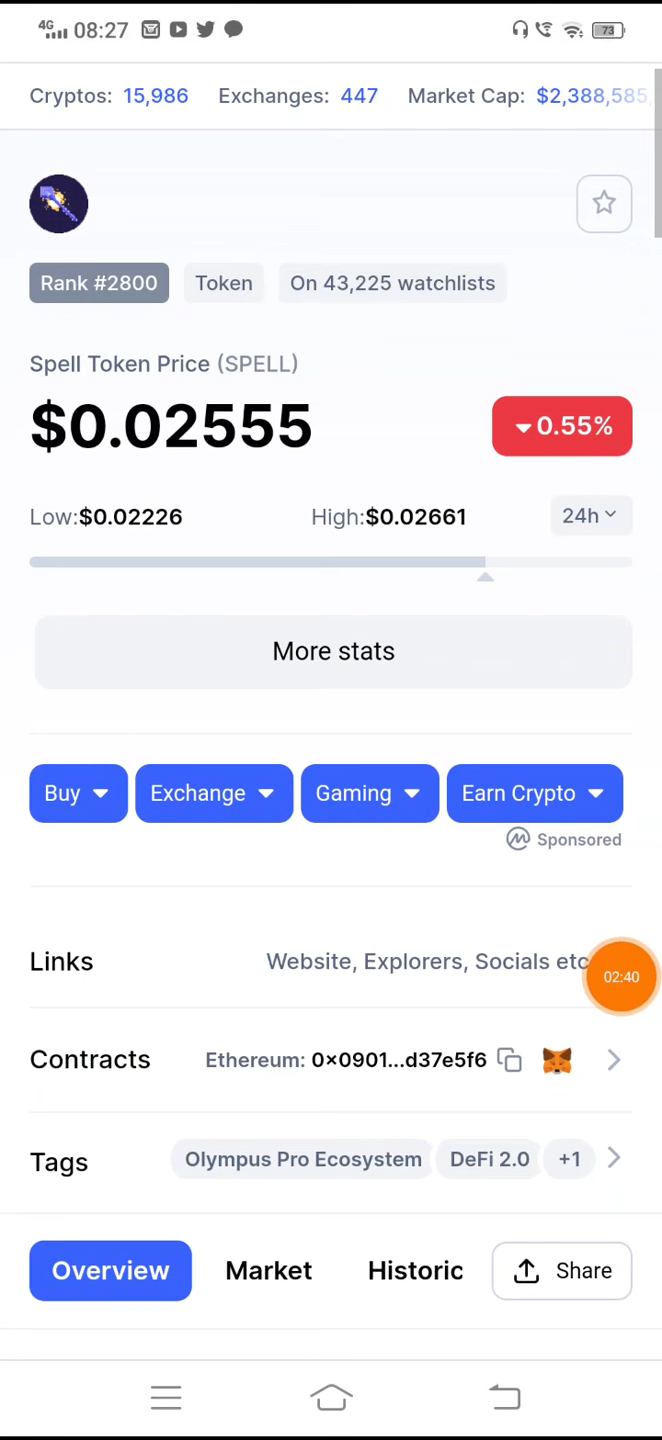 4G 08:27 73
Cryptos: 15,986 Exchanges: 447 Market Cap: $2,388,585,
Rank #2800 Token On 43,225 watchlists
Spell Token Price (SPELL)
$0.02555 0.55%
Low:$0.02226 High:$0.02661 24h
More stats
Buy Exchange Gaming Earn Crypto
Sponsored
Links Website, Explorers, Socials etc
02:40
Contracts Ethereum: 0x0901...d37e5f6
Tags Olympus Pro Ecosystem DeFi 2.0 +1
Overview Market Historic Share